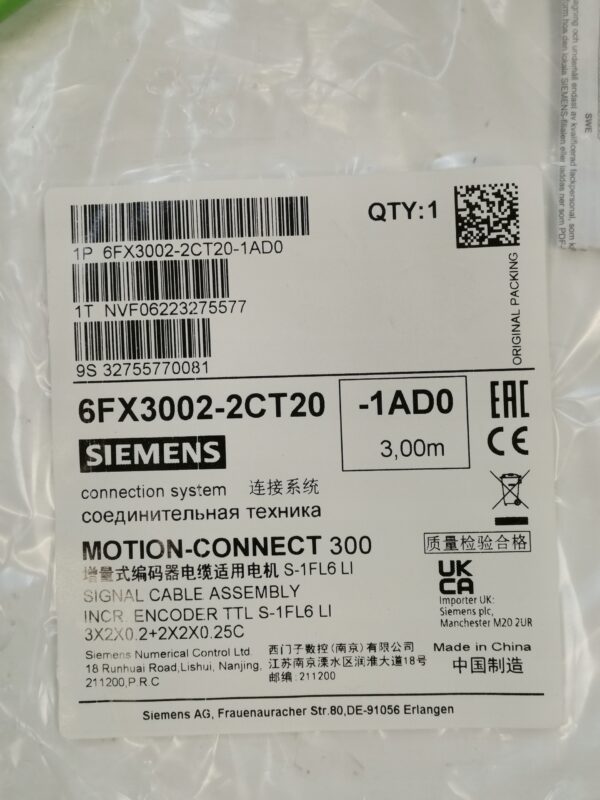 SWE
QTY:1
1P 6FX3002-2CT20-1AD0
1T NVF06223275577
9S 32755770081
ORIGINAL PACKING
6FX3002-2CT20
-1AD0
3,00m
EAC
CE
SIEMENS
connection system 连接系统
соединительная техника
MOTION-CONNECT 300
质量检验合格
增量式编码器电缆适用电机 S-1FL6 LI
SIGNAL CABLE ASSEMBLY
INCR. ENCODER TTL S-1FL6 LI
3X2X0.2+2X2X0.25C
UK
CA
Importer UK:
Siemens plc,
Manchester M20 2UR
Siemens Numerical Control Ltd
18 Runhuai Road,Lishui, Nanjing,
211200,P.R.C
西门子数控(南京)有限公司
江苏南京溧水区润淮大道18号
邮编:211200
Made in China
中国制造
Siemens AG, Frauenauracher Str.80,DE-91056 Erlangen